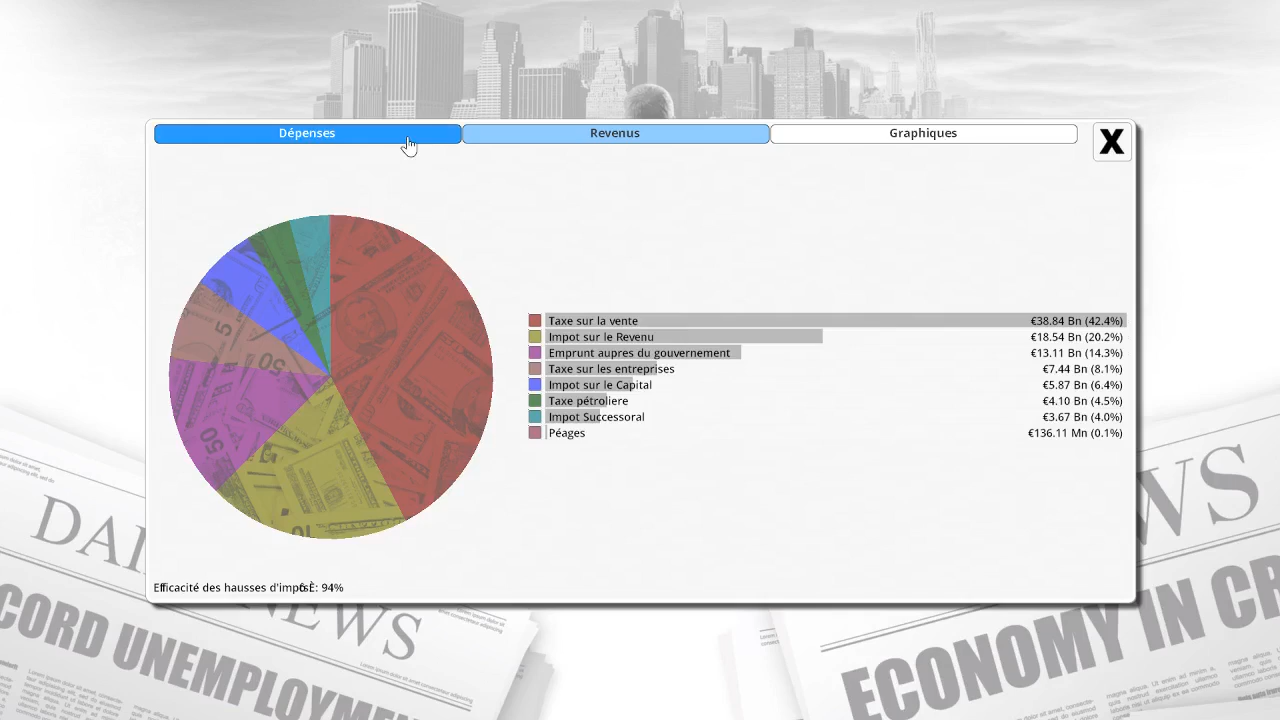 Dépenses
Revenus
Graphiques
X
Taxe sur la vente €38.84 Bn (42.4%)
Impot sur le Revenu €18.54 Bn (20.2%)
Emprunt aupres du gouvernement €13.11 Bn (14.3%)
Taxe sur les entreprises €7.44 Bn (8.1%)
Impot sur le Capital €5.87 Bn (6.4%)
Taxe pétroliere €4.10 Bn (4.5%)
Impot Successoral €3.67 Bn (4.0%)
Péages €136.11 Mn (0.1%)
Efficacité des hausses d'impôts: 94%
DAI
NEWS
CORD UNEMPLOYME
WS
ECONOMY IN CR